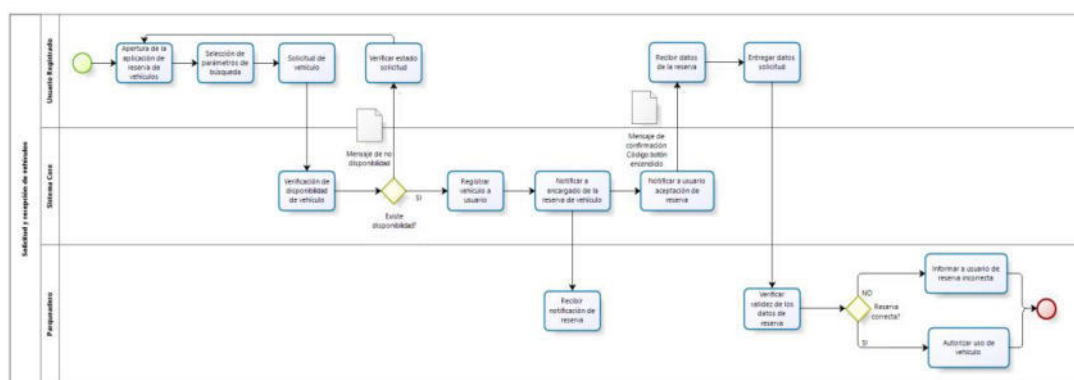 Solicitud y recepción de vehículos
Usuario Registrado
Apertura de la
aplicación de
reserva de
vehículos
Selección de
parámetros de
búsqueda
Solicitud de
vehículo
Verificar estado
solicitud
Recibir datos
de la reserva
Entregar datos
solicitud
Mensaje de no
disponibilidad
Mensaje de
confirmación
Código botón
encendido
Sistema Core
Verificación de
disponibilidad
de vehículo
Existe
disponibilidad?
SI
Registrar
vehículo a
usuario
Notificar a
encargado de la
reserva de vehículo
Notificar a usuario
aceptación de
reserva
Parqueadero
Recibir
notificación de
reserva
Verificar
validez de los
datos de
reserva
NO
Reserva
correcta?
SI
Informar a usuario de
reserva incorrecta
Autorizar uso de
vehículo